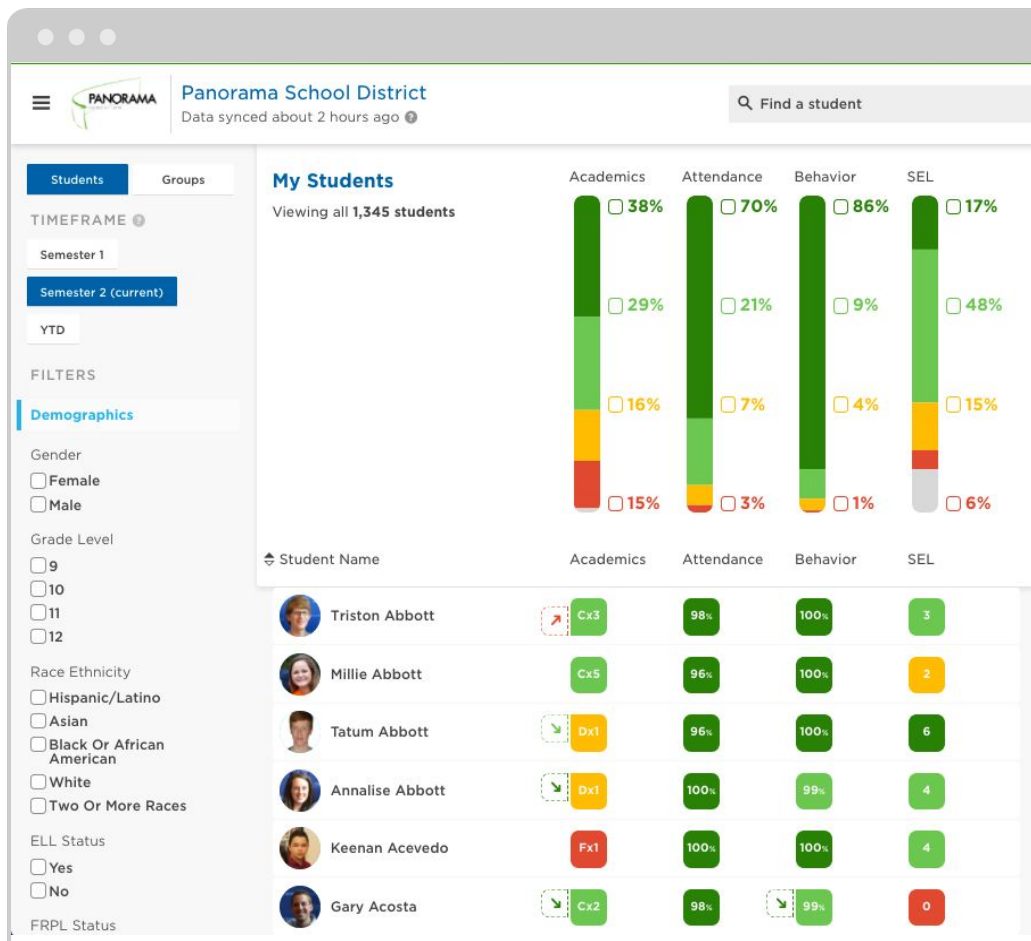 PANORAMA
Panorama School District
Data synced about 2 hours ago ?
Find a student
Students Groups
TIMEFRAME ?
Semester 1
Semester 2 (current)
YTD
FILTERS
Demographics
Gender
Female
Male
Grade Level
9
10
11
12
Race Ethnicity
Hispanic/Latino
Asian
Black Or African
American
White
Two Or More Races
ELL Status
Yes
No
FRPL Status
My Students
Viewing all 1,345 students
Academics Attendance Behavior SEL
38% 70% 86% 17%
29% 21% 9% 48%
16% 7% 4% 15%
15% 3% 1% 6%
Student Name Academics Attendance Behavior SEL
Triston Abbott Cx3 98% 100% 3
Millie Abbott Cx5 96% 100% 2
Tatum Abbott Dx1 96% 100% 6
Annalise Abbott Dx1 100% 99% 4
Keenan Acevedo Fx1 100% 100% 4
Gary Acosta Cx2 98% 99% 0